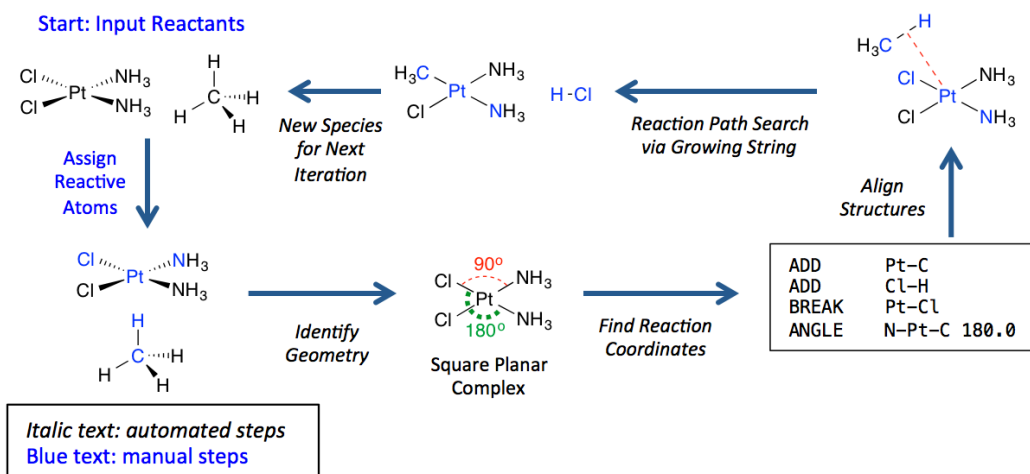 Start: Input Reactants
Cl
Cl
Pt
NH3
NH3
H
C
H
H
H
New Species
for Next
Iteration
H3C
Cl
Pt
NH3
NH3
H-Cl
Reaction Path Search
via Growing String
H3C
H
Cl
Cl
Pt
NH3
NH3
Assign
Reactive
Atoms
Align
Structures
Cl
Cl
Pt
NH3
NH3
H
C
H
H
H
Identify
Geometry
90º
Cl
Cl
Pt
NH3
NH3
180º
Square Planar
Complex
Find Reaction
Coordinates
ADD Pt-C
ADD Cl-H
BREAK Pt-Cl
ANGLE N-Pt-C 180.0
Italic text: automated steps
Blue text: manual steps